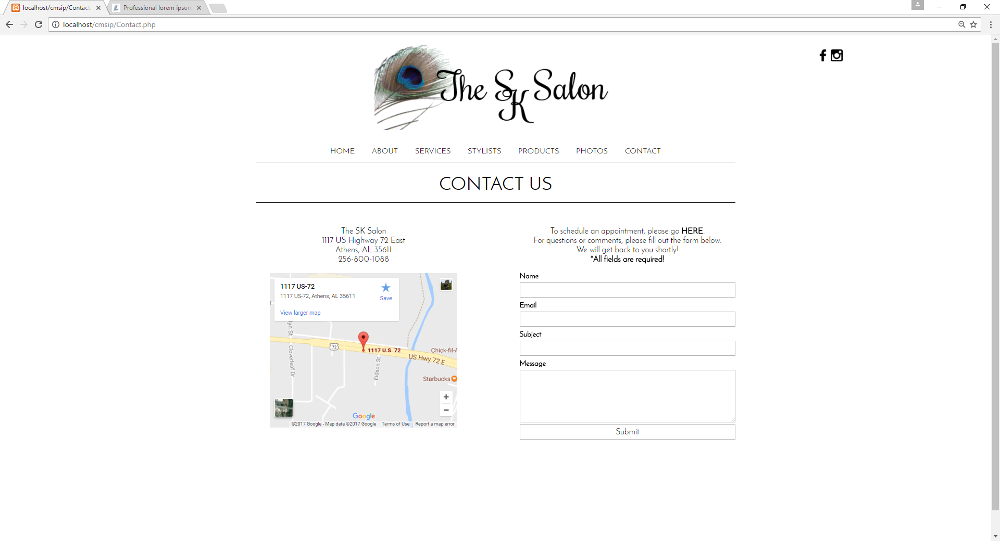 localhost/cmsip/Contact.
Professional lorem ipsum
localhost/cmsip/Contact.php
The SK Salon
HOME ABOUT SERVICES STYLISTS PRODUCTS PHOTOS CONTACT
CONTACT US
The SK Salon
1117 US Highway 72 East
Athens, AL 35611
256-800-1088
To schedule an appointment, please go HERE.
For questions or comments, please fill out the form below.
We will get back to you shortly!
*All fields are required!
1117 US-72
1117 US-72, Athens, AL 35611
Save
View larger map
lyn St
Cloverleaf Dr
72
1117 U.S. 72
Eidson St
US Hwy 72 E
Chick-fil-A
Starbucks
Google
©2017 Google - Map data ©2017 Google Terms of Use Report a map error
Name
Email
Subject
Message
Submit